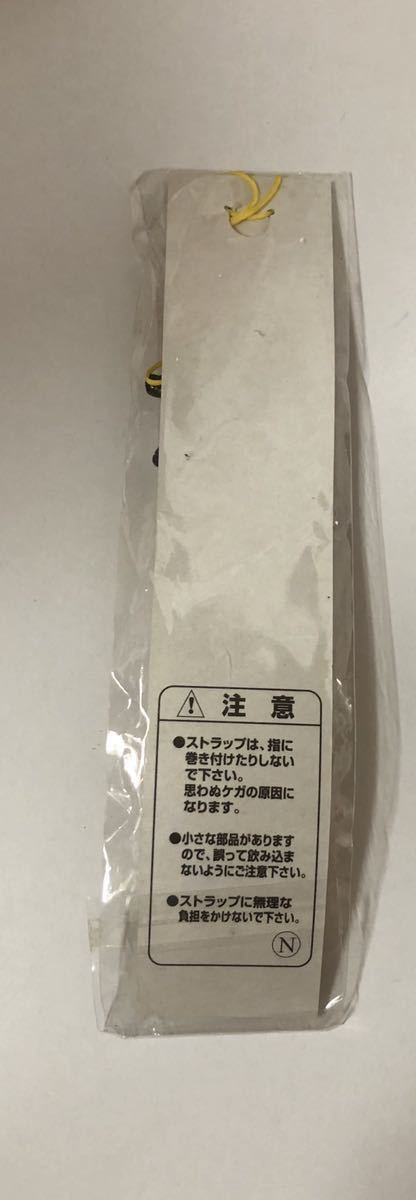 注意
●ストラップは、指に
巻き付けたりしない
で下さい。
思わぬケガの原因に
なります。
●小さな部品があります
ので、誤って飲み込ま
ないようにご注意下さい。
●ストラップに無理な
負担をかけないで下さい。
N